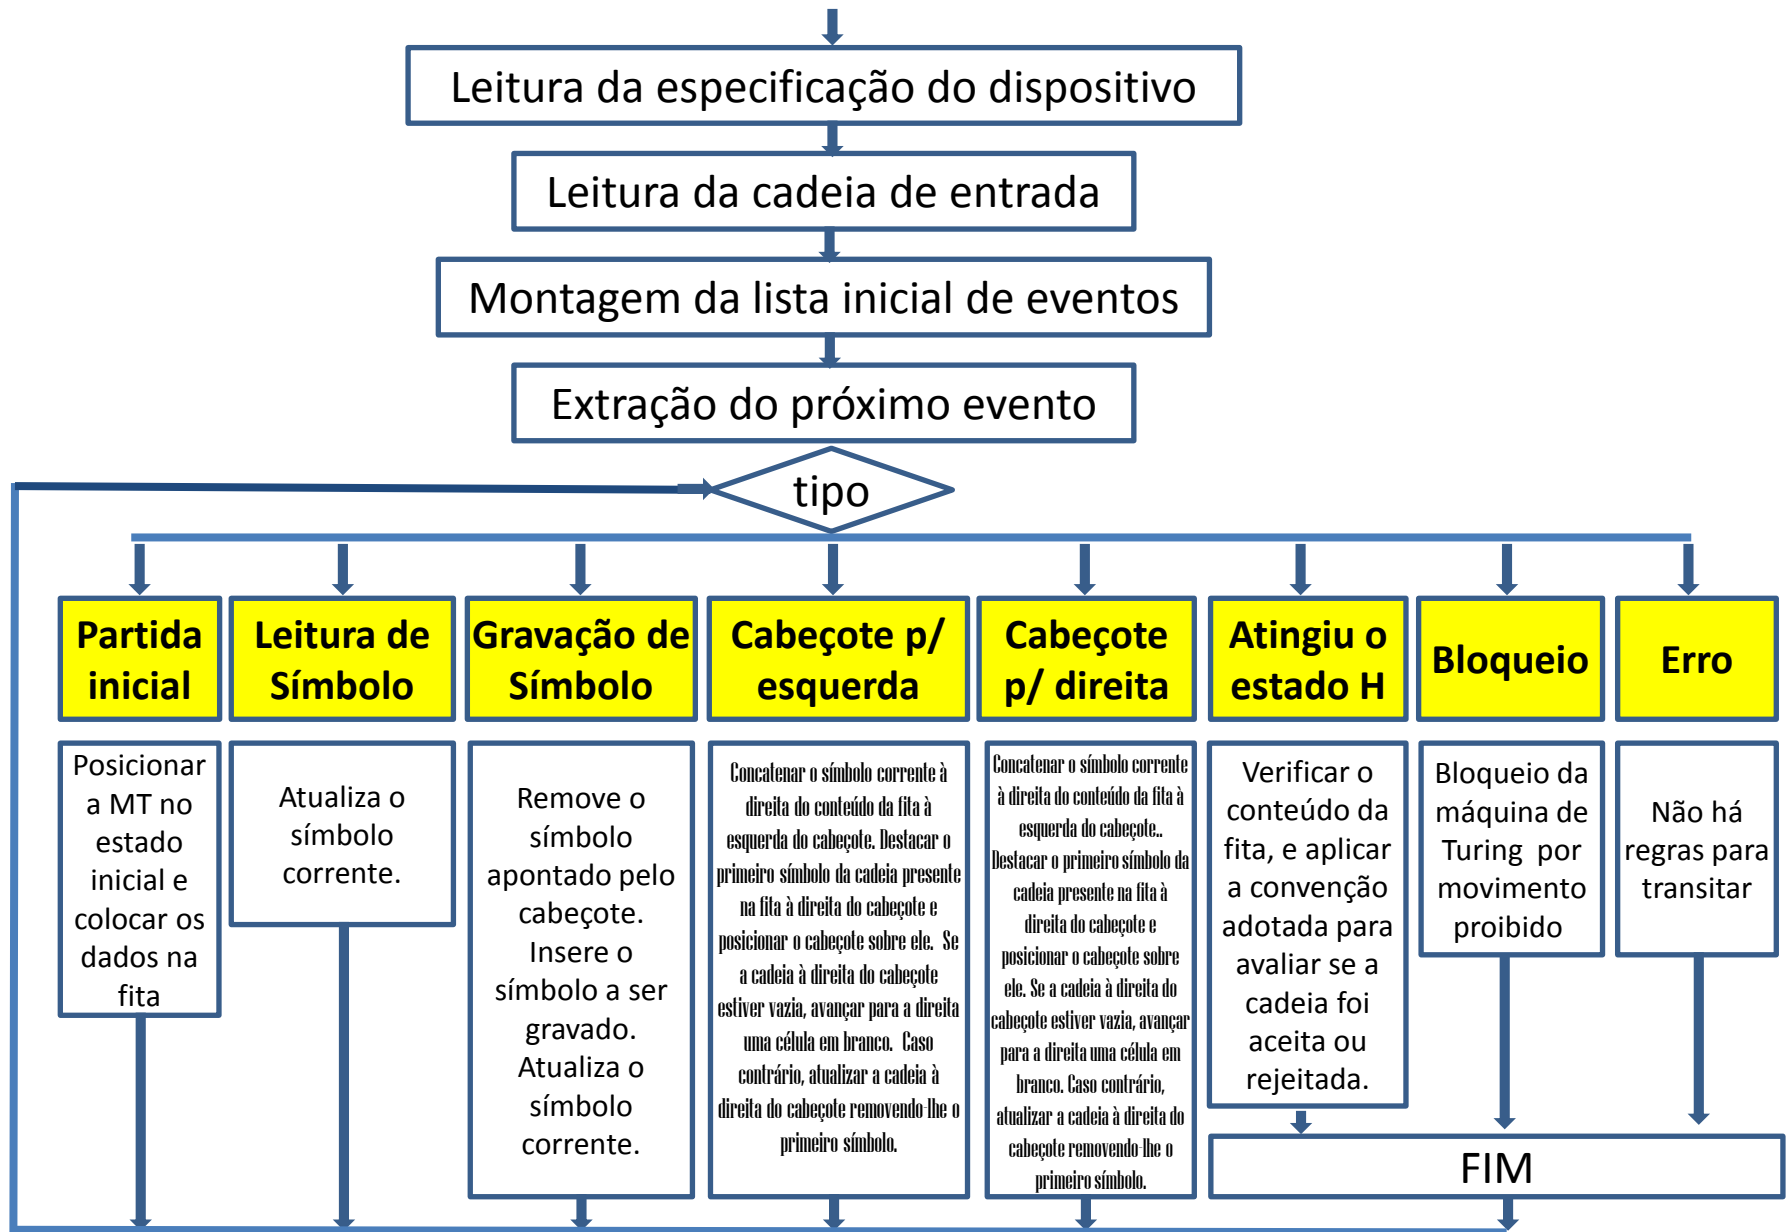 Leitura da especificação do dispositivo
Leitura da cadeia de entrada
Montagem da lista inicial de eventos
Extração do próximo evento
tipo
Partida
inicial
Leitura de
Símbolo
Gravação de
Símbolo
Cabeçote p/
esquerda
Cabeçote
p/ direita
Atingiu o
estado H
Bloqueio
Erro
Posicionar
a MT no
estado
inicial e
colocar os
dados na
fita
Atualiza o
símbolo
corrente.
Remove o
símbolo
apontado pelo
cabeçote.
Insere o
símbolo a ser
gravado.
Atualiza o
símbolo
corrente.
Concatenar o símbolo corrente à
direita do conteúdo da fita à
esquerda do cabeçote. Destacar o
primeiro símbolo da cadeia presente
na fita à direita do cabeçote e
posicionar o cabeçote sobre ele. Se
a cadeia à direita do cabeçote
estiver vazia, avançar para a direita
uma célula em branco. Caso
contrário, atualizar a cadeia à
direita do cabeçote removendo-lhe o
primeiro símbolo.
Concatenar o símbolo corrente
à direita do conteúdo da fita à
esquerda do cabeçote..
Destacar o primeiro símbolo da
cadeia presente na fita à
direita do cabeçote e
posicionar o cabeçote sobre
ele. Se a cadeia à direita do
cabeçote estiver vazia, avançar
para a direita uma célula em
branco. Caso contrário,
atualizar a cadeia à direita do
cabeçote removendo-lhe o
primeiro símbolo.
Verificar o
conteúdo da
fita, e aplicar
a convenção
adotada para
avaliar se a
cadeia foi
aceita ou
rejeitada.
Bloqueio da
máquina de
Turing por
movimento
proibido
Não há
regras para
transitar
FIM